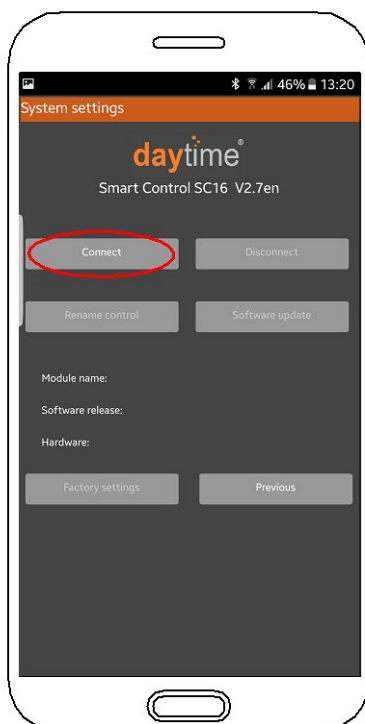 46% 13:20
System settings
daytime®
Smart Control SC16 V2.7en
Connect Disconnect
Rename control Software update
Module name:
Software release:
Hardware:
Factory settings Previous